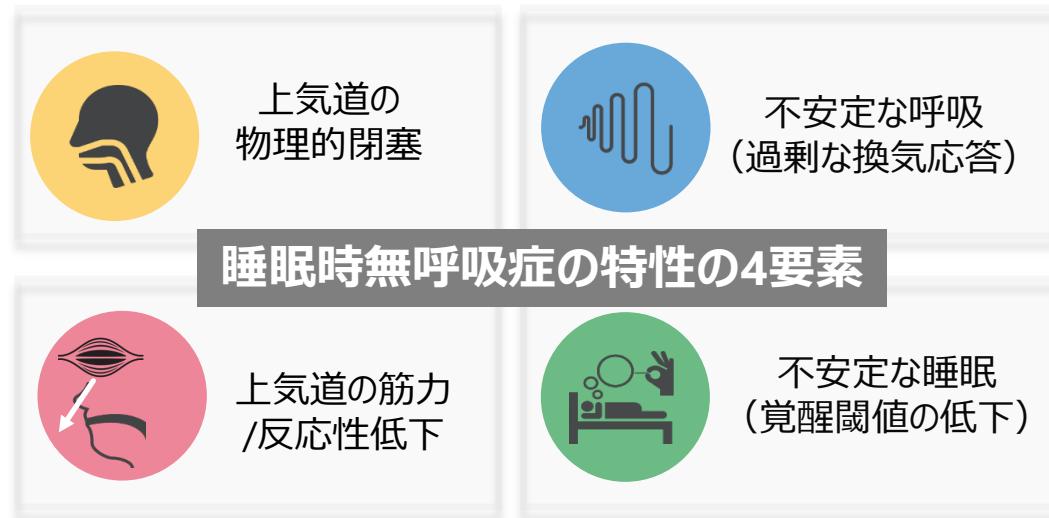 上気道の
物理的閉塞
不安定な呼吸
（過剰な換気応答）
睡眠時無呼吸症の特性の4要素
上気道の筋力
/反応性低下
不安定な睡眠
（覚醒閾値の低下）